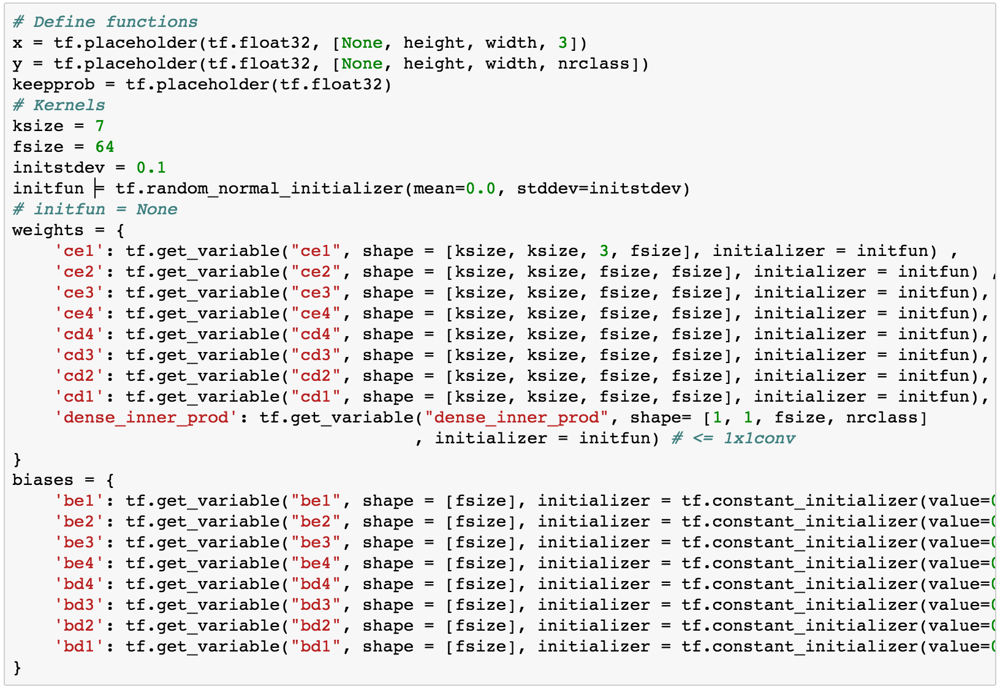 # Define functions
x = tf.placeholder(tf.float32, [None, height, width, 3])
y = tf.placeholder(tf.float32, [None, height, width, nrclass])
keepprob = tf.placeholder(tf.float32)
# Kernels
ksize = 7
fsize = 64
initstdev = 0.1
initfun = tf.random_normal_initializer(mean=0.0, stddev=initstdev)
# initfun = None
weights = {
    'ce1': tf.get_variable("ce1", shape = [ksize, ksize, 3, fsize], initializer = initfun) ,
    'ce2': tf.get_variable("ce2", shape = [ksize, ksize, fsize, fsize], initializer = initfun) ,
    'ce3': tf.get_variable("ce3", shape = [ksize, ksize, fsize, fsize], initializer = initfun),
    'ce4': tf.get_variable("ce4", shape = [ksize, ksize, fsize, fsize], initializer = initfun),
    'cd4': tf.get_variable("cd4", shape = [ksize, ksize, fsize, fsize], initializer = initfun),
    'cd3': tf.get_variable("cd3", shape = [ksize, ksize, fsize, fsize], initializer = initfun),
    'cd2': tf.get_variable("cd2", shape = [ksize, ksize, fsize, fsize], initializer = initfun),
    'cd1': tf.get_variable("cd1", shape = [ksize, ksize, fsize, fsize], initializer = initfun),
    'dense_inner_prod': tf.get_variable("dense_inner_prod", shape= [1, 1, fsize, nrclass]
                                       , initializer = initfun) # <= 1x1conv
}
biases = {
    'be1': tf.get_variable("be1", shape = [fsize], initializer = tf.constant_initializer(value=
    'be2': tf.get_variable("be2", shape = [fsize], initializer = tf.constant_initializer(value=
    'be3': tf.get_variable("be3", shape = [fsize], initializer = tf.constant_initializer(value=
    'be4': tf.get_variable("be4", shape = [fsize], initializer = tf.constant_initializer(value=
    'bd4': tf.get_variable("bd4", shape = [fsize], initializer = tf.constant_initializer(value=
    'bd3': tf.get_variable("bd3", shape = [fsize], initializer = tf.constant_initializer(value=
    'bd2': tf.get_variable("bd2", shape = [fsize], initializer = tf.constant_initializer(value=
    'bd1': tf.get_variable("bd1", shape = [fsize], initializer = tf.constant_initializer(value=
}